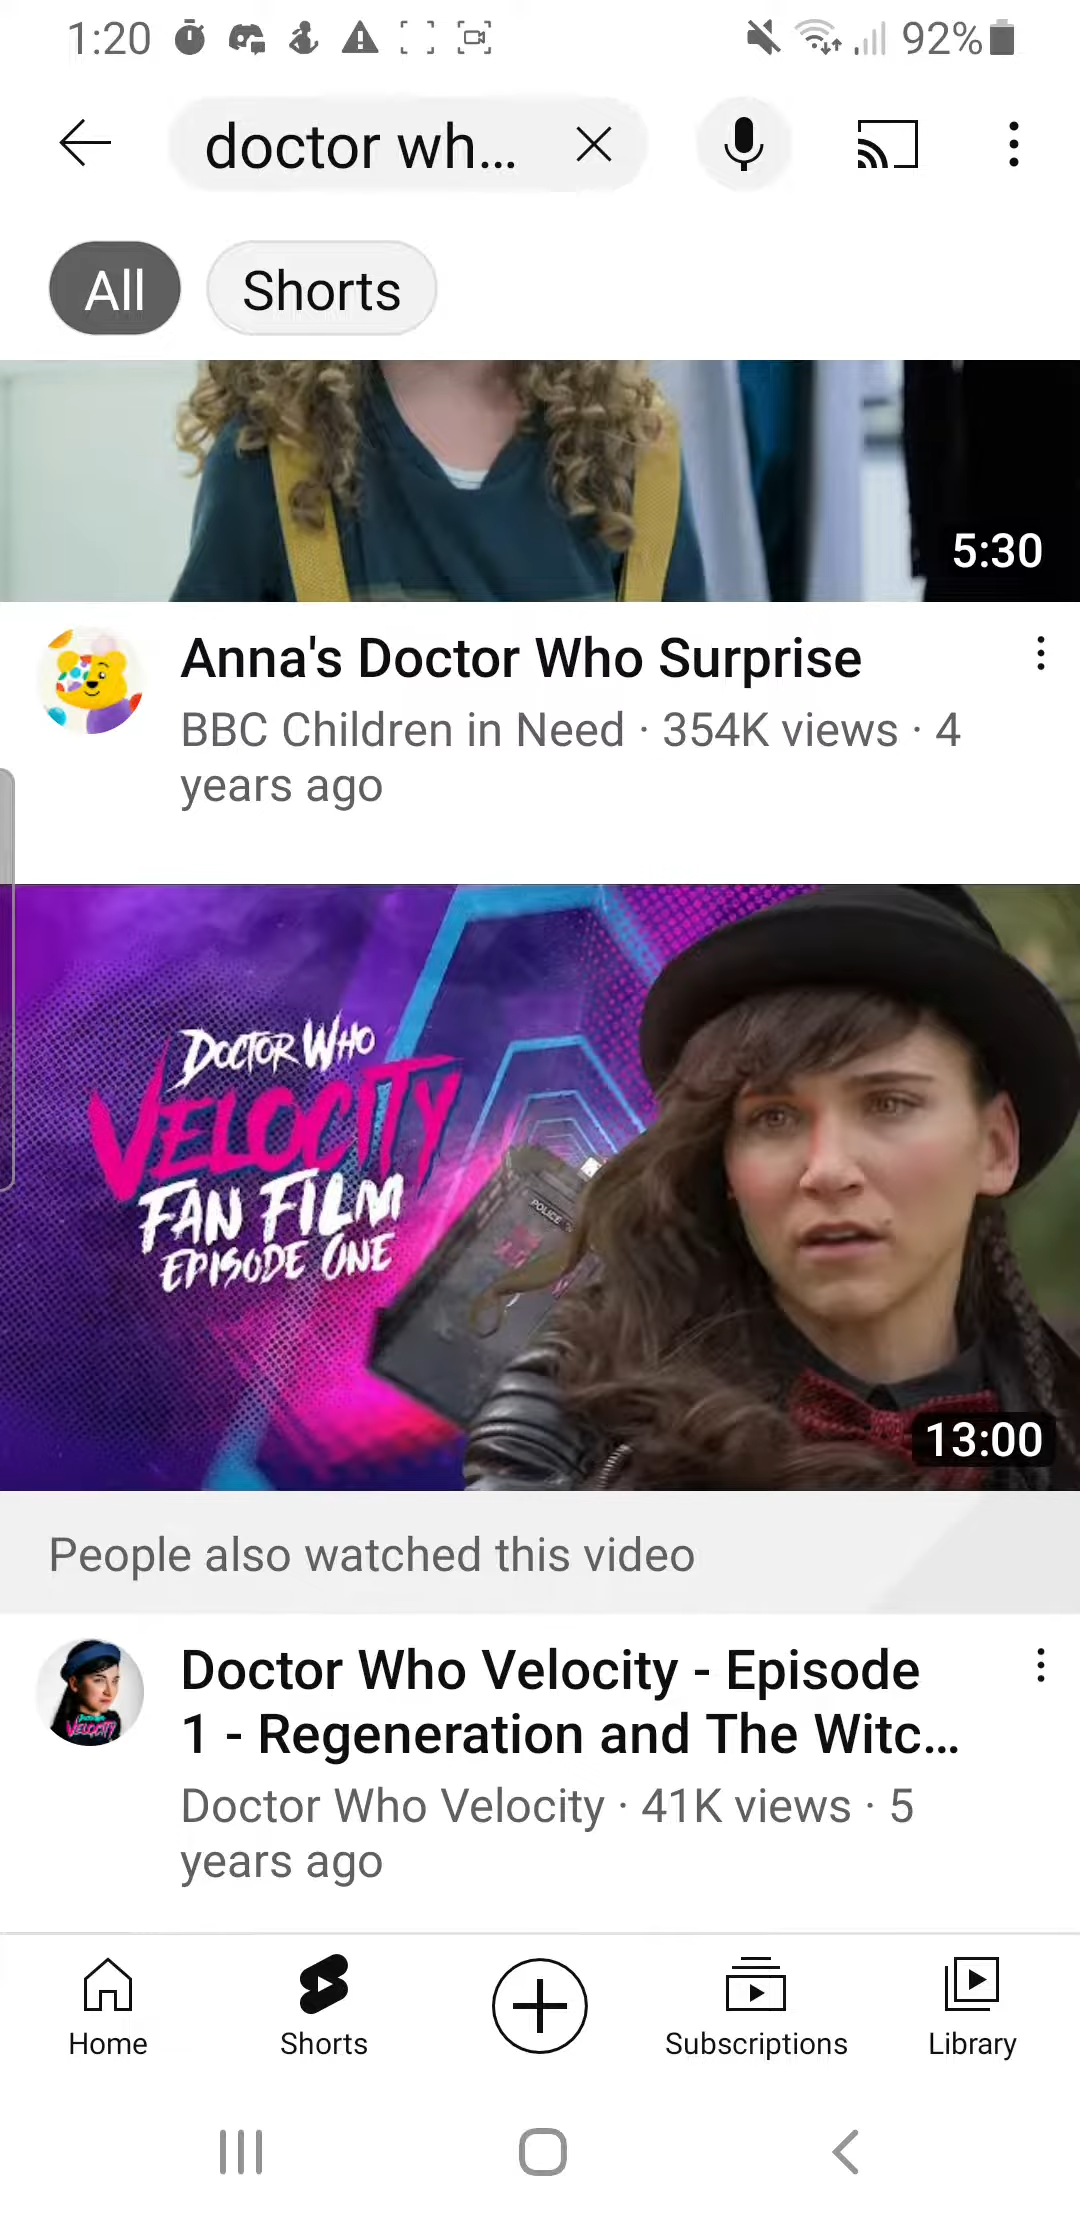 1:20
92%
doctor wh...
All
Shorts
5:30
Anna's Doctor Who Surprise
BBC Children in Need · 354K views · 4
years ago
DOCTOR WHO
VELOCITY
FAN FILM
EPISODE ONE
POLICE
13:00
People also watched this video
VELOCITY
Doctor Who Velocity - Episode
1 - Regeneration and The Witc...
Doctor Who Velocity · 41K views · 5
years ago
Home
Shorts
Subscriptions
Library